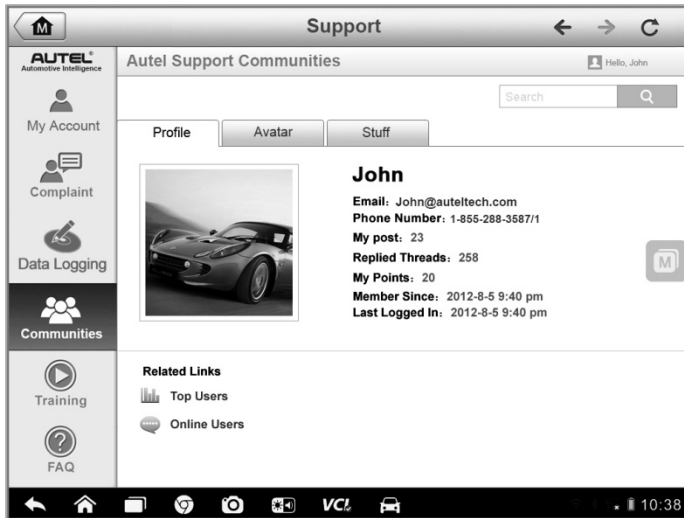 M
Support
AUTEL®
Automotive Intelligence
Autel Support Communities
Hello, John
Search
My Account
Profile
Avatar
Stuff
Complaint
Data Logging
Communities
Training
FAQ
John
Email: John@auteltech.com
Phone Number: 1-855-288-3587/1
My post: 23
Replied Threads: 258
My Points: 20
Member Since: 2012-8-5 9:40 pm
Last Logged In: 2012-8-5 9:40 pm
M
Related Links
Top Users
Online Users
VCI
10:38